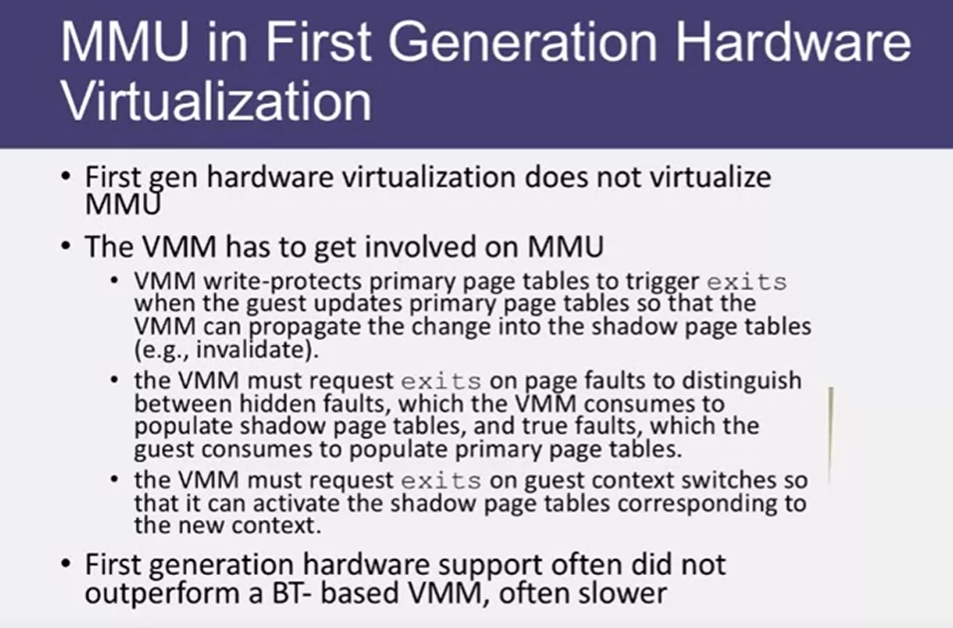 MMU in First Generation Hardware
Virtualization
• First gen hardware virtualization does not virtualize
MMU
• The VMM has to get involved on MMU
• VMM write-protects primary page tables to trigger exits
when the guest updates primary page tables so that the
VMM can propagate the change into the shadow page tables
(e.g., invalidate).
• the VMM must request exits on page faults to distinguish
between hidden faults, which the VMM consumes to
populate shadow page tables, and true faults, which the
guest consumes to populate primary page tables.
• the VMM must request exits on guest context switches so
that it can activate the shadow page tables corresponding to
the new context.
• First generation hardware support often did not
outperform a BT- based VMM, often slower